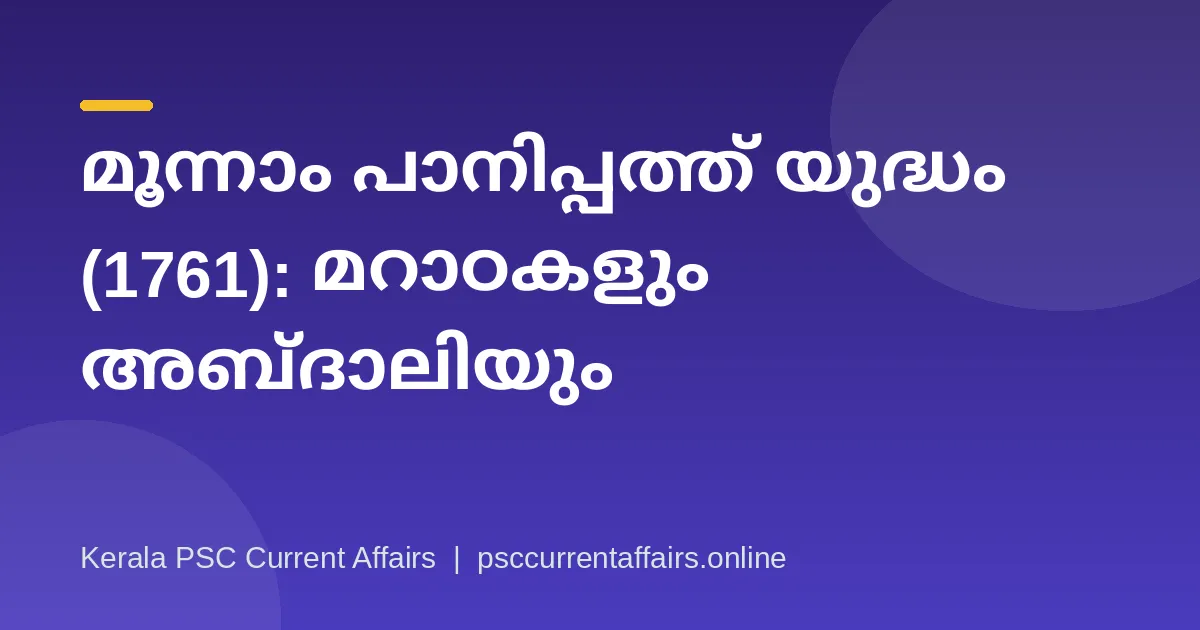 മൂന്നാം പാനിപ്പത്ത് യുദ്ധം
(1761): മറാഠകളും
അബ്ദാലിയും
Kerala PSC Current Affairs | psccurrentaffairs.online